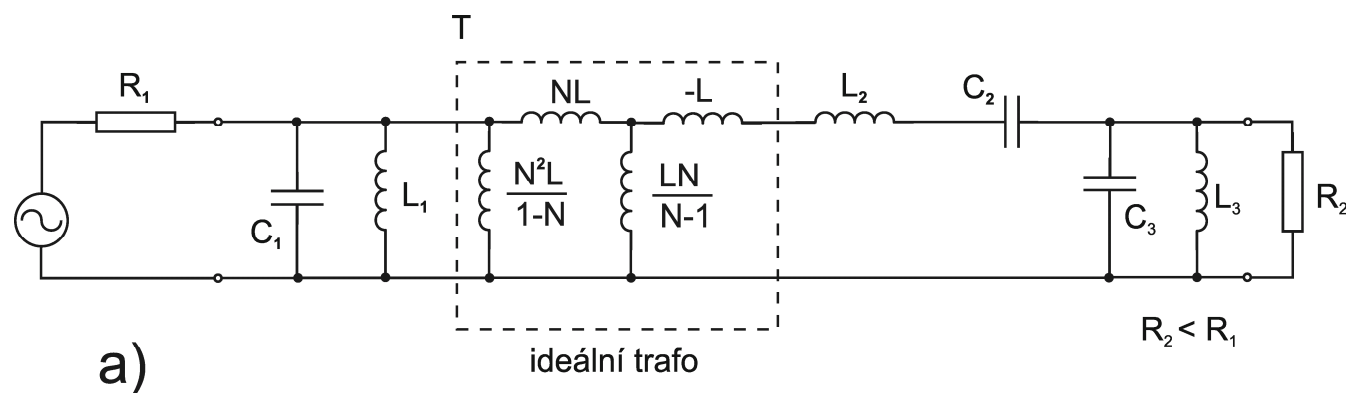 T
R₁
NL
-L
L₂
C₂
C₁
L₁
N²L
1-N
LN
N-1
C₃
L₃
R₂
R₂ < R₁
ideální trafo
a)